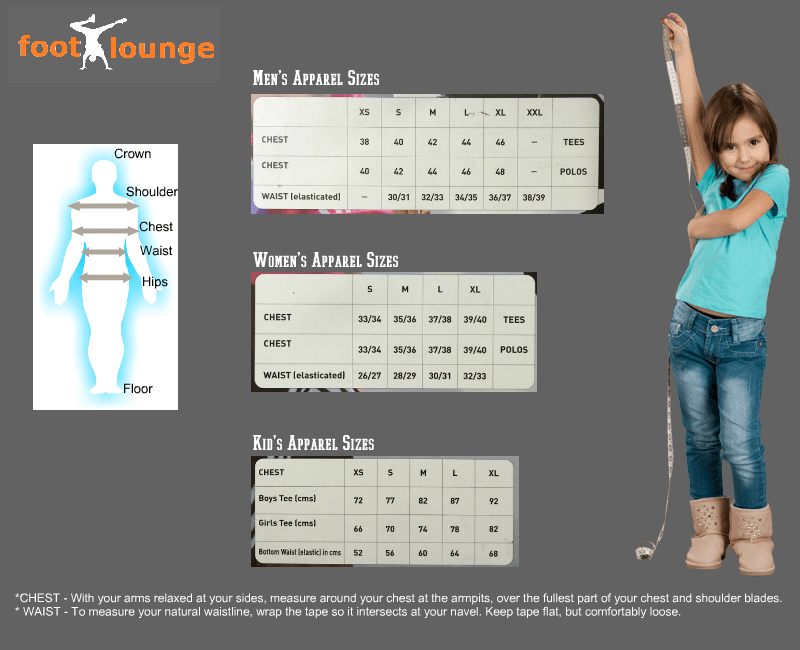 foot lounge
Men's Apparel Sizes
XS S M L XL XXL
CHEST 38 40 42 44 46 – TEES
CHEST 40 42 44 46 48 – POLOS
WAIST (elasticated) – 30/31 32/33 34/35 36/37 38/39
Crown
Shoulder
Chest
Waist
Hips
Floor
Women's Apparel Sizes
S M L XL
CHEST 33/34 35/36 37/38 39/40 TEES
CHEST 33/34 35/36 37/38 39/40 POLOS
WAIST (elasticated) 26/27 28/29 30/31 32/33
Kid's Apparel Sizes
CHEST XS S M L XL
Boys Tee (cms) 72 77 82 87 92
Girls Tee (cms) 66 70 74 78 82
Bottom Waist (elastic) in cms 52 56 60 64 68
*CHEST - With your arms relaxed at your sides, measure around your chest at the armpits, over the fullest part of your chest and shoulder blades.
* WAIST - To measure your natural waistline, wrap the tape so it intersects at your navel. Keep tape flat, but comfortably loose.